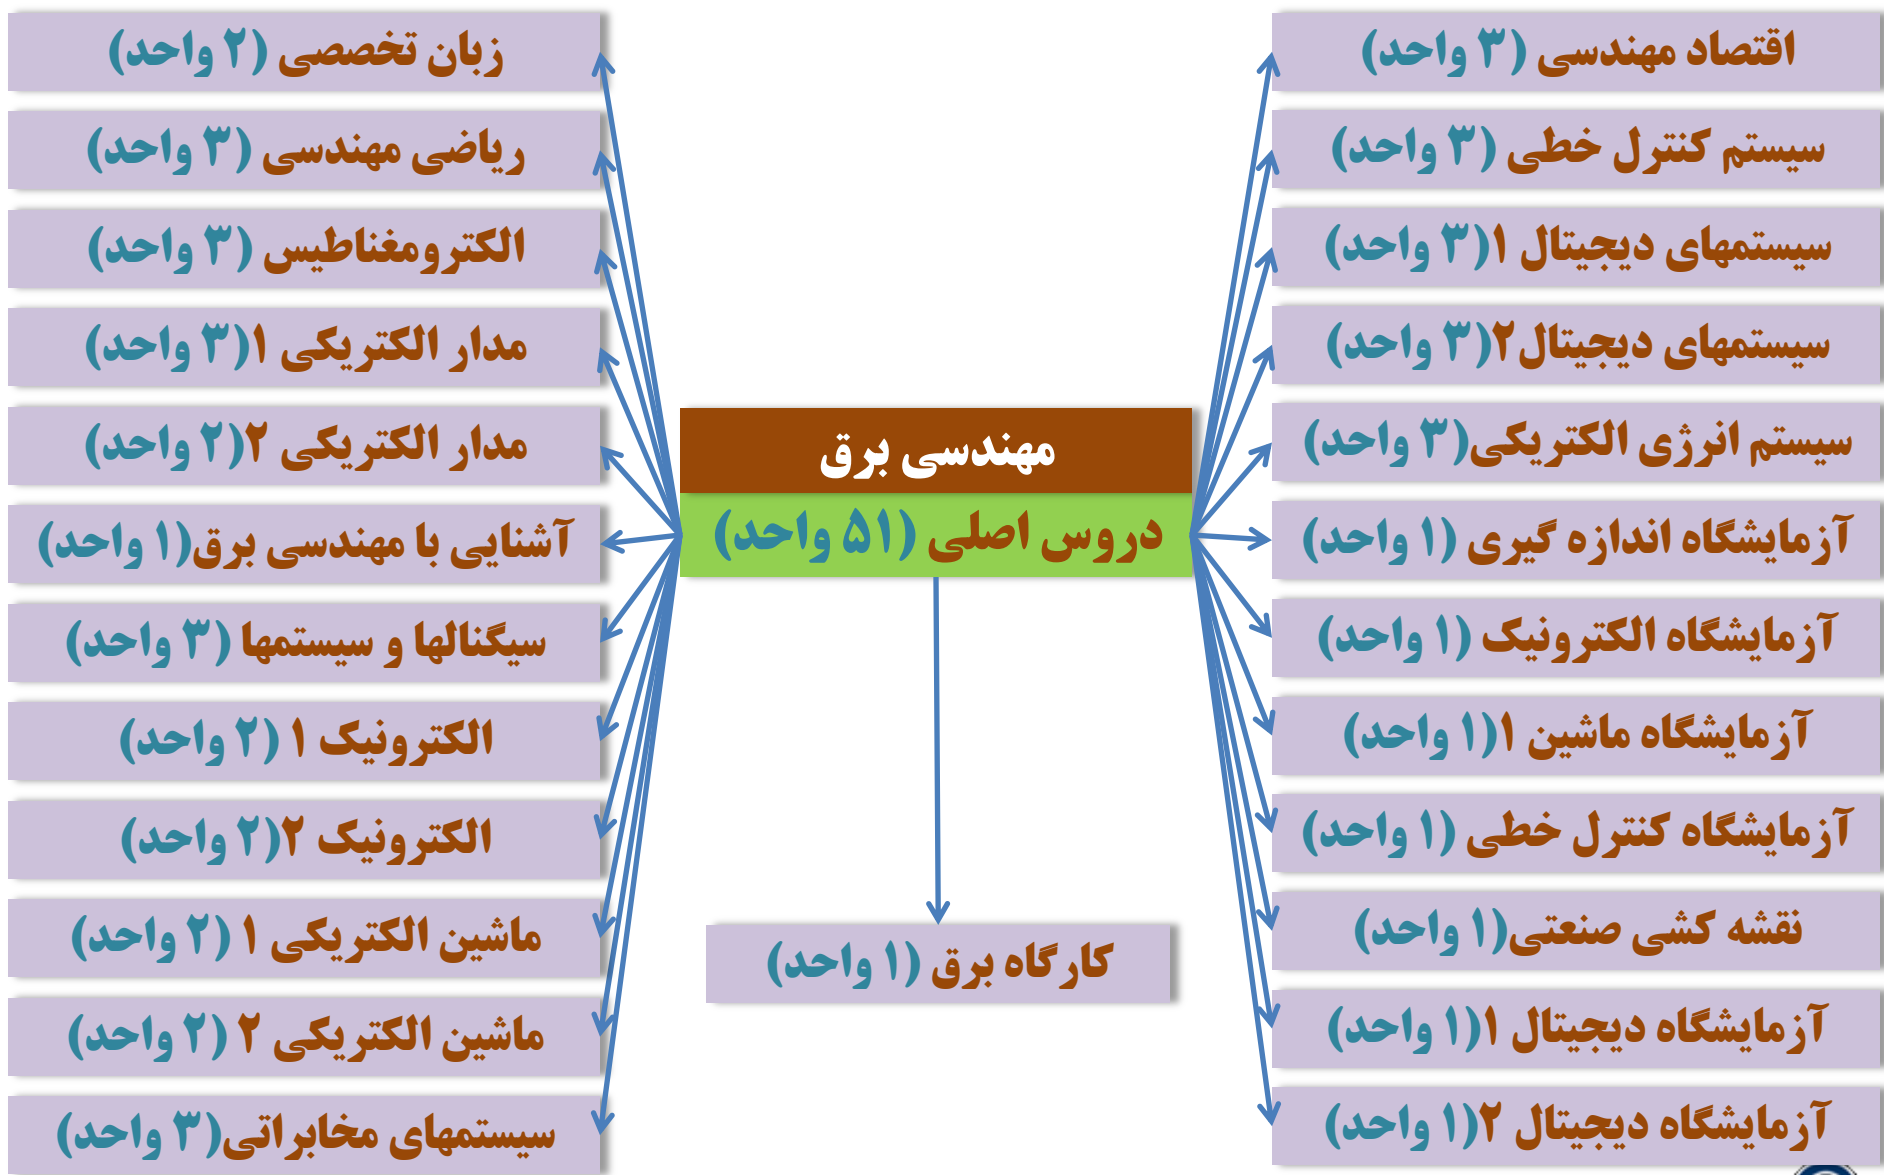 مهندسی برق
دروس اصلی (۵۱ واحد)
اقتصاد مهندسی (۳ واحد)
سیستم کنترل خطی (۳ واحد)
سیستمهای دیجیتال ۱(۳ واحد)
سیستمهای دیجیتال۲(۳ واحد)
سیستم انرژی الکتریکی(۳ واحد)
آزمایشگاه اندازه گیری (۱ واحد)
آزمایشگاه الکترونیک (۱ واحد)
آزمایشگاه ماشین ۱(۱ واحد)
آزمایشگاه کنترل خطی (۱ واحد)
نقشه کشی صنعتی(۱ واحد)
آزمایشگاه دیجیتال ۱(۱ واحد)
آزمایشگاه دیجیتال ۲(۱ واحد)
زبان تخصصی (۲ واحد)
ریاضی مهندسی (۳ واحد)
الکترومغناطیس (۳ واحد)
مدار الکتریکی ۱(۳ واحد)
مدار الکتریکی ۲(۲ واحد)
آشنایی با مهندسی برق(۱ واحد)
سیگنالها و سیستمها (۳ واحد)
الکترونیک ۱ (۲ واحد)
الکترونیک ۲(۲ واحد)
ماشین الکتریکی ۱ (۲ واحد)
ماشین الکتریکی ۲ (۲ واحد)
سیستمهای مخابراتی(۳ واحد)
کارگاه برق (۱ واحد)